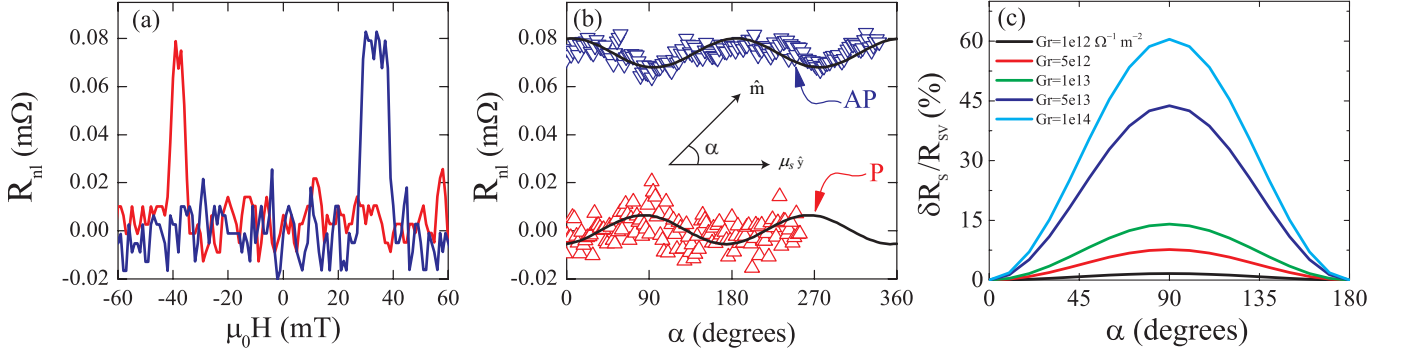 (a)
R_nl (mΩ)
0.08
0.06
0.04
0.02
0.00
-0.02
-60 -40 -20 0 20 40 60
μ₀H (mT)
(b)
R_nl (mΩ)
0.08
0.06
0.04
0.02
0.00
-0.02
AP
m̂
α
μ_s ŷ
P
0 90 180 270 360
α (degrees)
(c)
δR_S/R_SV (%)
60
45
30
15
0
Gr=1e12 Ω⁻¹ m⁻²
Gr=5e12
Gr=1e13
Gr=5e13
Gr=1e14
0 45 90 135 180
α (degrees)